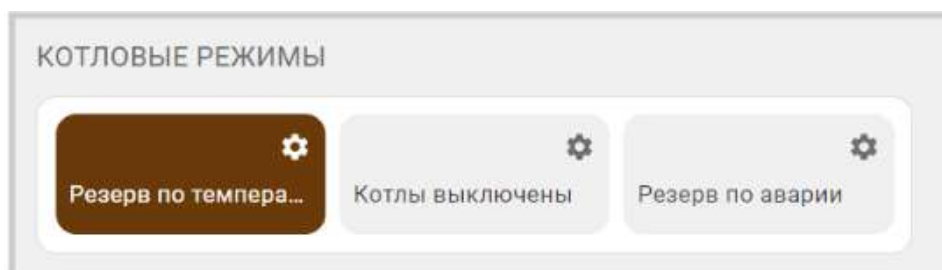 КОТЛОВЫЕ РЕЖИМЫ
Резерв по темпера...
Котлы выключены
Резерв по аварии